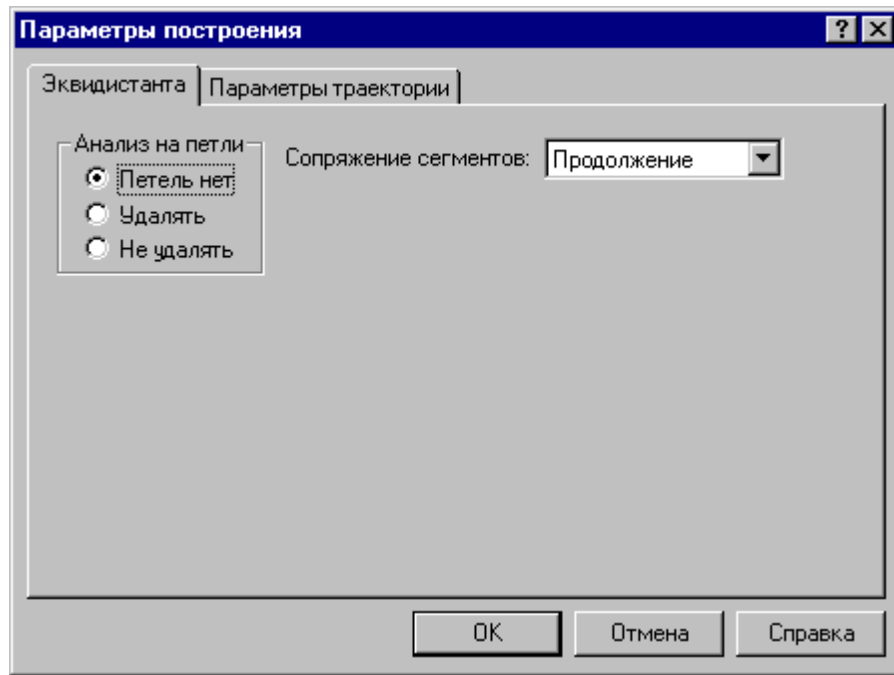 Параметры построения
Эквидистанта
Параметры траектории
Анализ на петли
Сопряжение сегментов:
Продолжение
Петель нет
Удалять
Не удалять
OK
Отмена
Справка